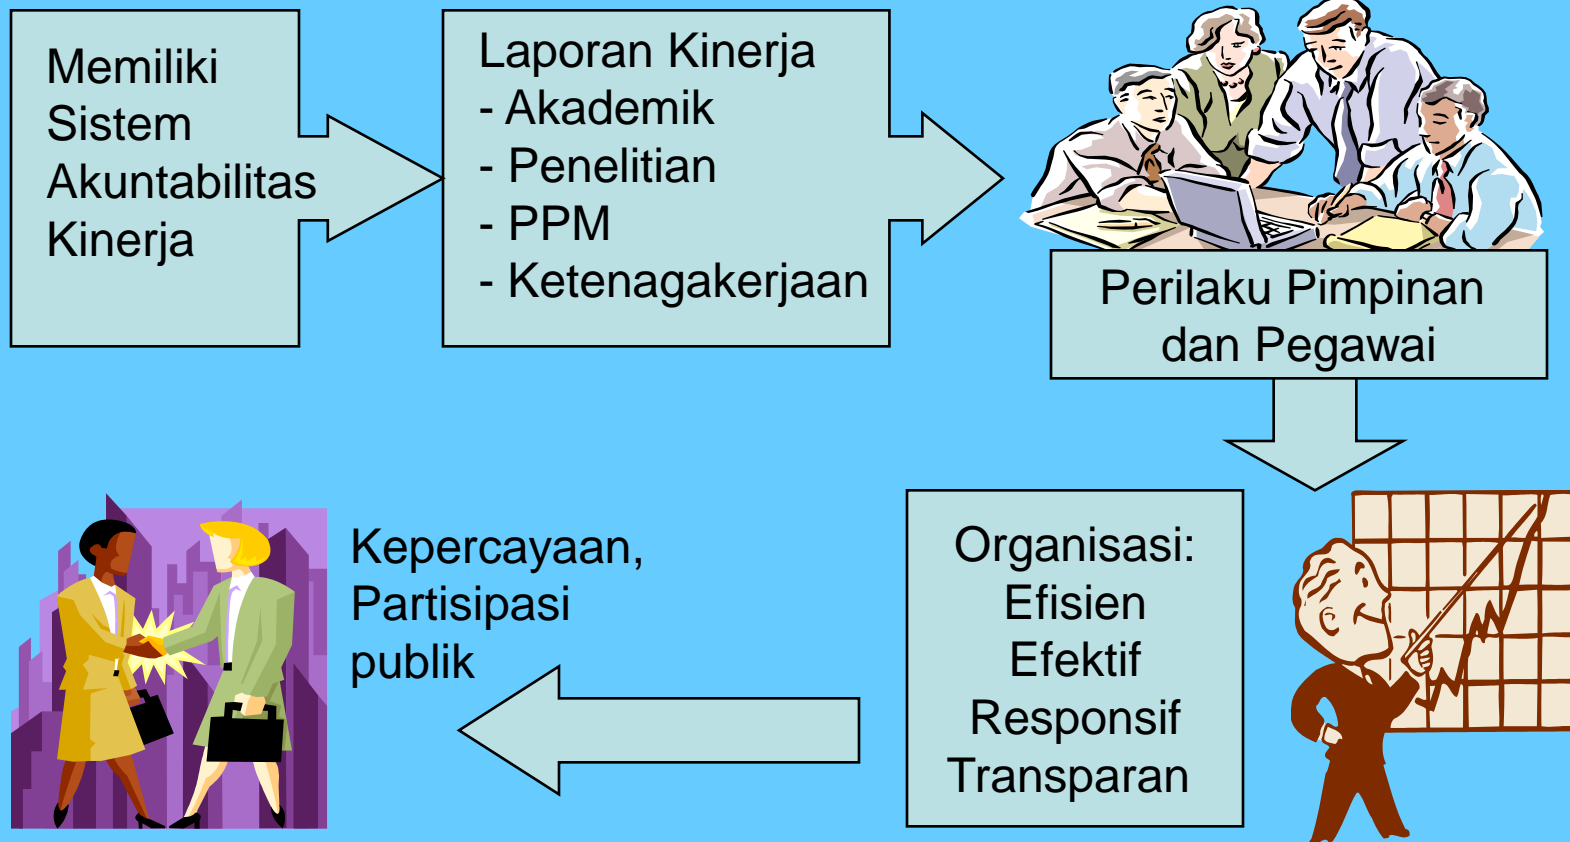 Memiliki
Sistem
Akuntabilitas
Kinerja
Laporan Kinerja
- Akademik
- Penelitian
- PPM
- Ketenagakerjaan
Perilaku Pimpinan
dan Pegawai
Organisasi:
Efisien
Efektif
Responsif
Transparan
Kepercayaan,
Partisipasi
publik